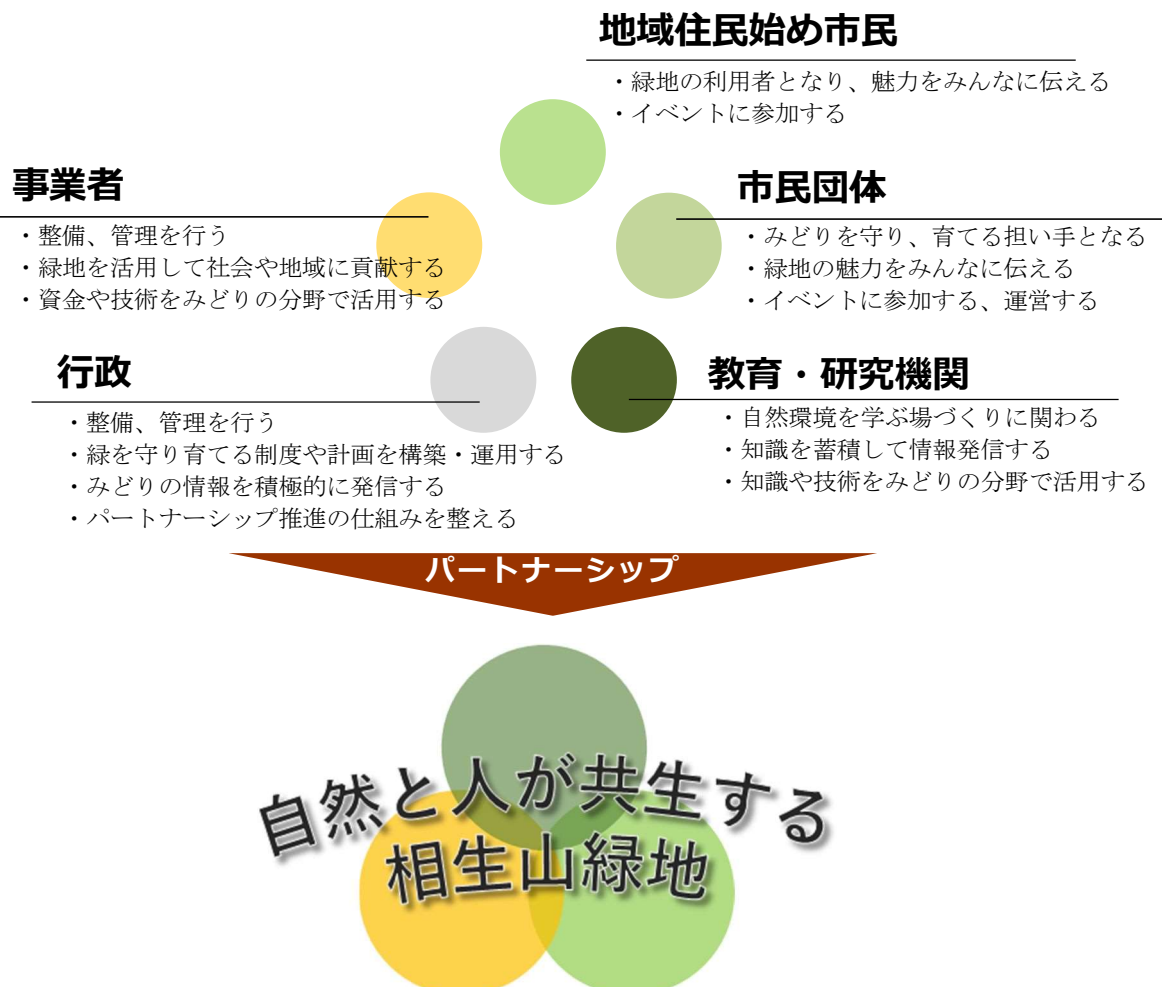 地域住民始め市民
・緑地の利用者となり、魅力をみんなに伝える
・イベントに参加する
事業者
・整備、管理を行う
・緑地を活用して社会や地域に貢献する
・資金や技術をみどりの分野で活用する
市民団体
・みどりを守り、育てる担い手となる
・緑地の魅力をみんなに伝える
・イベントに参加する、運営する
行政
・整備、管理を行う
・緑を守り育てる制度や計画を構築・運用する
・みどりの情報を積極的に発信する
・パートナーシップ推進の仕組みを整える
教育・研究機関
・自然環境を学ぶ場づくりに関わる
・知識を蓄積して情報発信する
・知識や技術をみどりの分野で活用する
パートナーシップ
自然と人が共生する
相生山緑地